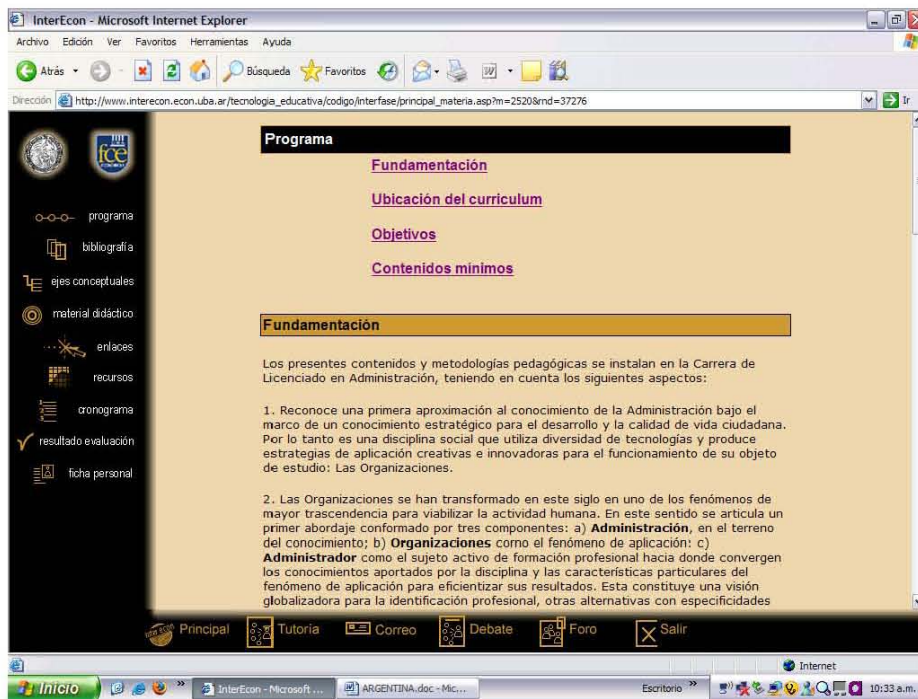 InterEcon - Microsoft Internet Explorer
Archivo Edición Ver Favoritos Herramientas Ayuda
Atrás Búsqueda Favoritos
Dirección http://www.interecon.econ.uba.ar/tecnologia_educativa/codigo/interfase/principal_materia.asp?m=2520&rnd=37276 Ir
fce
programa
bibliografía
ejes conceptuales
material didáctico
enlaces
recursos
cronograma
resultado evaluación
ficha personal
Programa
Fundamentación
Ubicación del curriculum
Objetivos
Contenidos mínimos
Fundamentación
Los presentes contenidos y metodologías pedagógicas se instalan en la Carrera de
Licenciado en Administración, teniendo en cuenta los siguientes aspectos:
1. Reconoce una primera aproximación al conocimiento de la Administración bajo el
marco de un conocimiento estratégico para el desarrollo y la calidad de vida ciudadana.
Por lo tanto es una disciplina social que utiliza diversidad de tecnologías y produce
estrategias de aplicación creativas e innovadoras para el funcionamiento de su objeto
de estudio: Las Organizaciones.
2. Las Organizaciones se han transformado en este siglo en uno de los fenómenos de
mayor trascendencia para viabilizar la actividad humana. En este sentido se articula un
primer abordaje conformado por tres componentes: a) Administración, en el terreno
del conocimiento; b) Organizaciones como el fenómeno de aplicación: c)
Administrador como el sujeto activo de formación profesional hacia donde convergen
los conocimientos aportados por la disciplina y las características particulares del
fenómeno de aplicación para eficientizar sus resultados. Esta constituye una visión
globalizadora para la identificación profesional, otras alternativas con especificidades
Principal Tutoría Correo Debate Foro Salir
Internet
Inicio » InterEcon - Microsoft ... ARGENTINA.doc - Mic... Escritorio » 10:33 a.m.